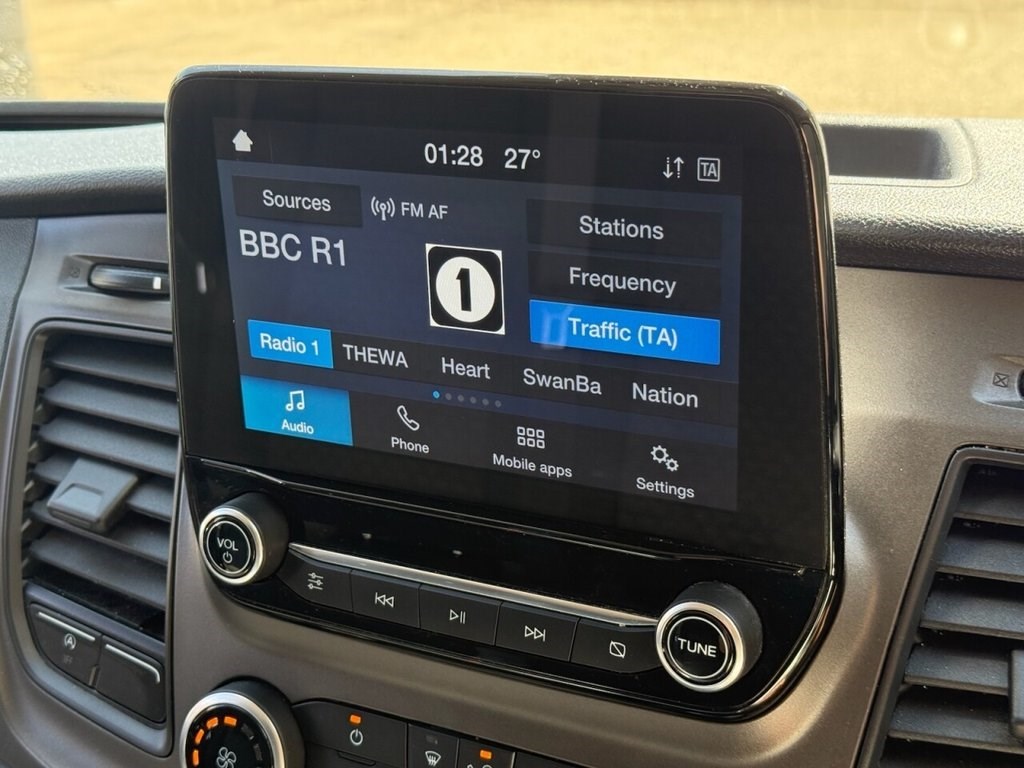 01:28 27°
TA
Sources
FM AF
Stations
BBC R1
1
Frequency
Traffic (TA)
Radio 1
THEWA
Heart
SwanBa
Nation
Audio
Phone
Mobile apps
Settings
VOL
TUNE
A